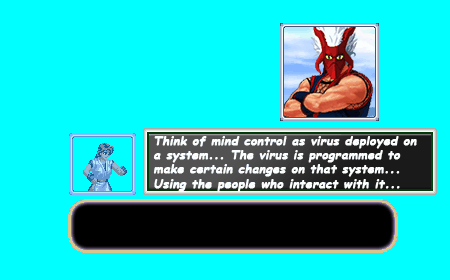 Think of mind control as virus deployed on
a system... The virus is programmed to
make certain changes on that system...
Using the people who interact with it...